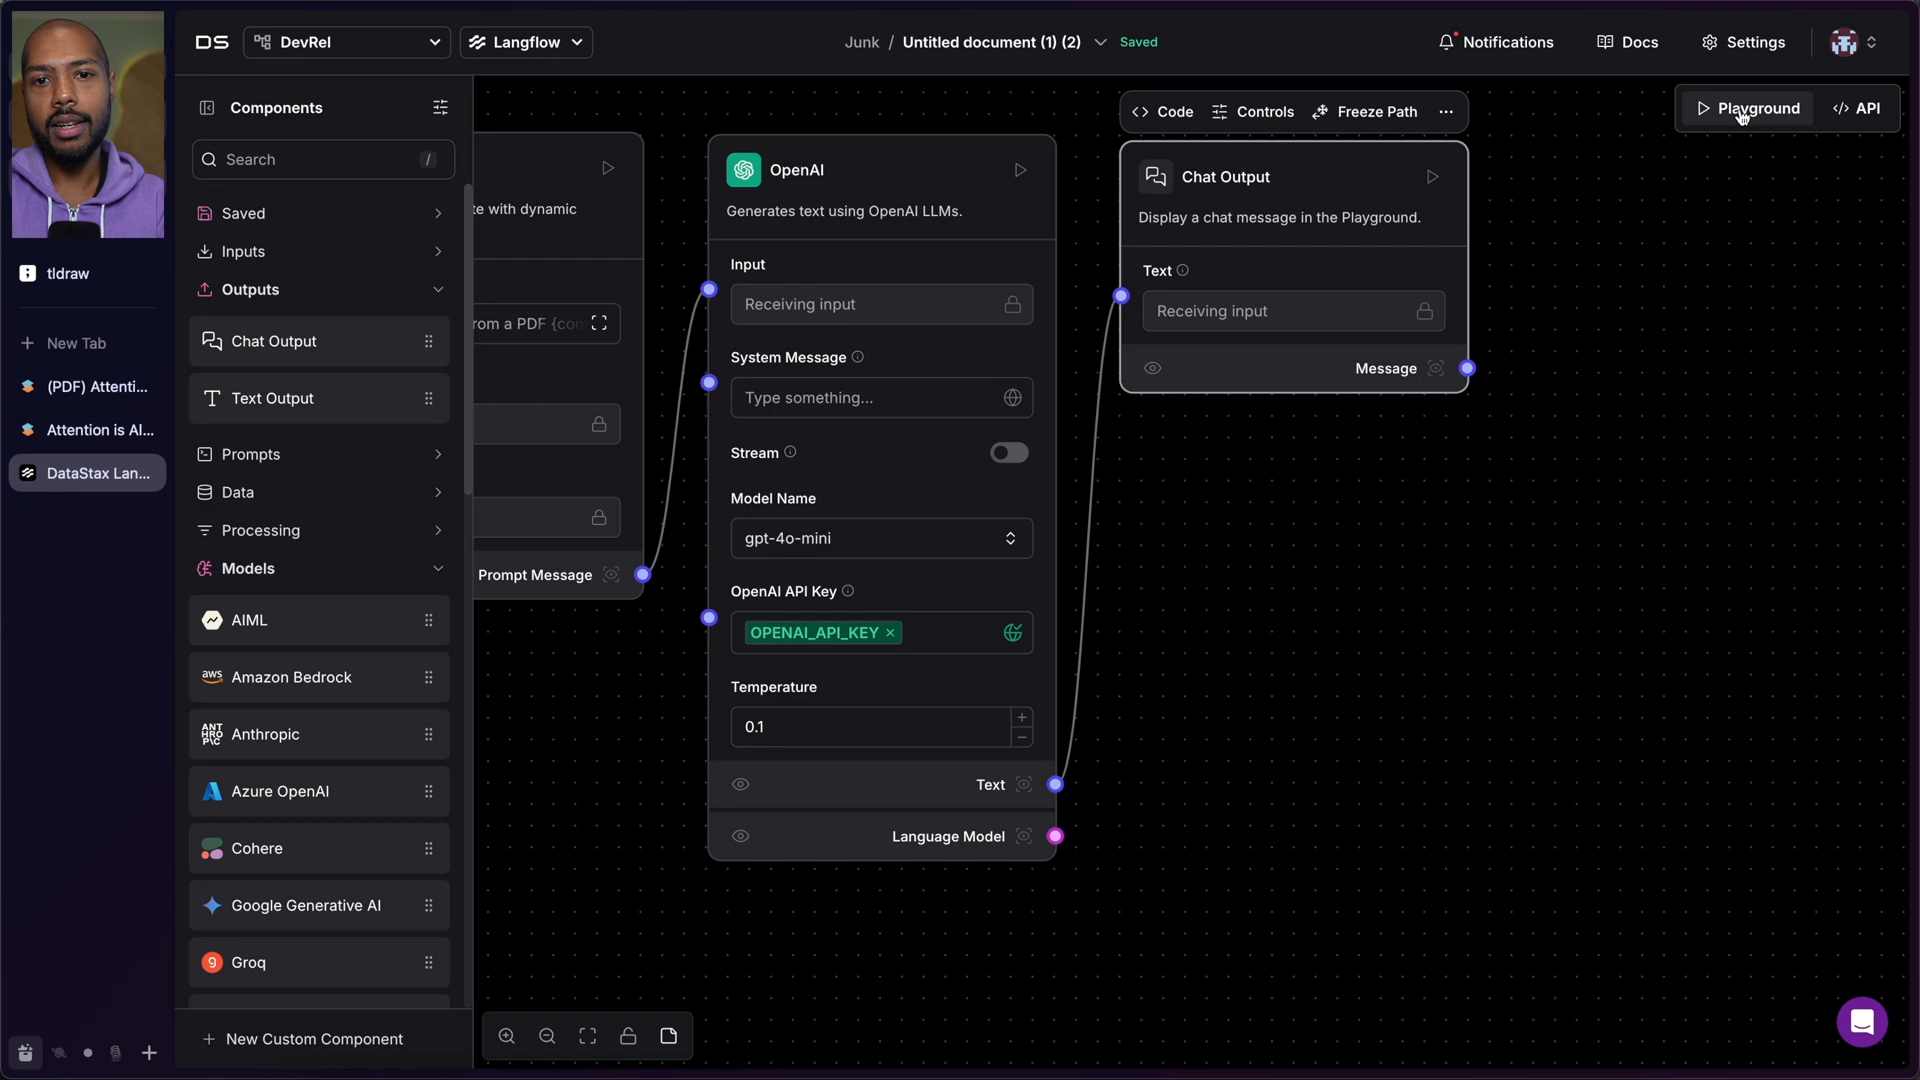 DS
DevRel
Langflow
Junk / Untitled document (1) (2)
Saved
Notifications
Docs
Settings
tldraw
New Tab
(PDF) Attenti...
Attention is Al...
DataStax Lan...
Components
Search /
Saved
Inputs
Outputs
Chat Output
Text Output
Prompts
Data
Processing
Models
AIML
aws Amazon Bedrock
ANTHROP\C Anthropic
Azure OpenAI
Cohere
Google Generative AI
Groq
New Custom Component
te with dynamic
rom a PDF {con
Prompt Message
OpenAI
Generates text using OpenAI LLMs.
Input
Receiving input
System Message
Type something...
Stream
Model Name
gpt-4o-mini
OpenAI API Key
OPENAI_API_KEY ×
Temperature
0.1
Text
Language Model
Code
Controls
Freeze Path
Chat Output
Display a chat message in the Playground.
Text
Receiving input
Message
Playground
API